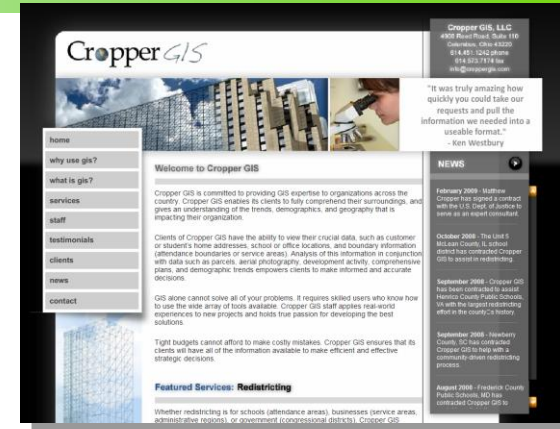 Cropper GIS
Cropper GIS, LLC
4900 Reed Road, Suite 110
Columbus, Ohio 43220
614.451.1242 phone
614.573.7174 fax
info@croppergis.com
"It was truly amazing how
quickly you could take our
requests and pull the
information we needed into a
useable format."
- Ken Westbury
home
why use gis?
what is gis?
services
staff
testimonials
clients
news
contact
Welcome to Cropper GIS
Cropper GIS is committed to providing GIS expertise to organizations across the
country. Cropper GIS enables its clients to fully comprehend their surroundings, and
gives an understanding of the trends, demographics, and geography that is
impacting their organization.
Clients of Cropper GIS have the ability to view their crucial data, such as customer
or student's home addresses, school or office locations, and boundary information
(attendance boundaries or service areas). Analysis of this information in conjunction
with data such as parcels, aerial photography, development activity, comprehensive
plans, and demographic trends empowers clients to make informed and accurate
decisions.
GIS alone cannot solve all of your problems. It requires skilled users who know how
to use the wide array of tools available. Cropper GIS staff applies real-world
experiences to new projects and holds true passion for developing the best
solutions.
Tight budgets cannot afford to make costly mistakes. Cropper GIS ensures that its
clients will have all of the information available to make efficient and effective
strategic decisions.
Featured Services: Redistricting
Whether redistricting is for schools (attendance areas), businesses (service areas,
administrative regions), or government (congressional districts), Cropper GIS
NEWS
February 2009 - Matthew
Cropper has signed a contract
with the U.S. Dept. of Justice to
serve as an expert consultant.
October 2008 - The Unit 5
McLean County, IL school
district has contracted Cropper
GIS to assist in redistricting.
September 2008 - Cropper GIS
has been contracted to assist
Henrico County Public Schools,
VA with the largest redistricting
effort in the county□s history.
September 2008 - Newberry
County, SC has contracted
Cropper GIS to help with a
community-driven redistricting
process.
August 2008 - Frederick County
Public Schools, MD has
contracted Cropper GIS to